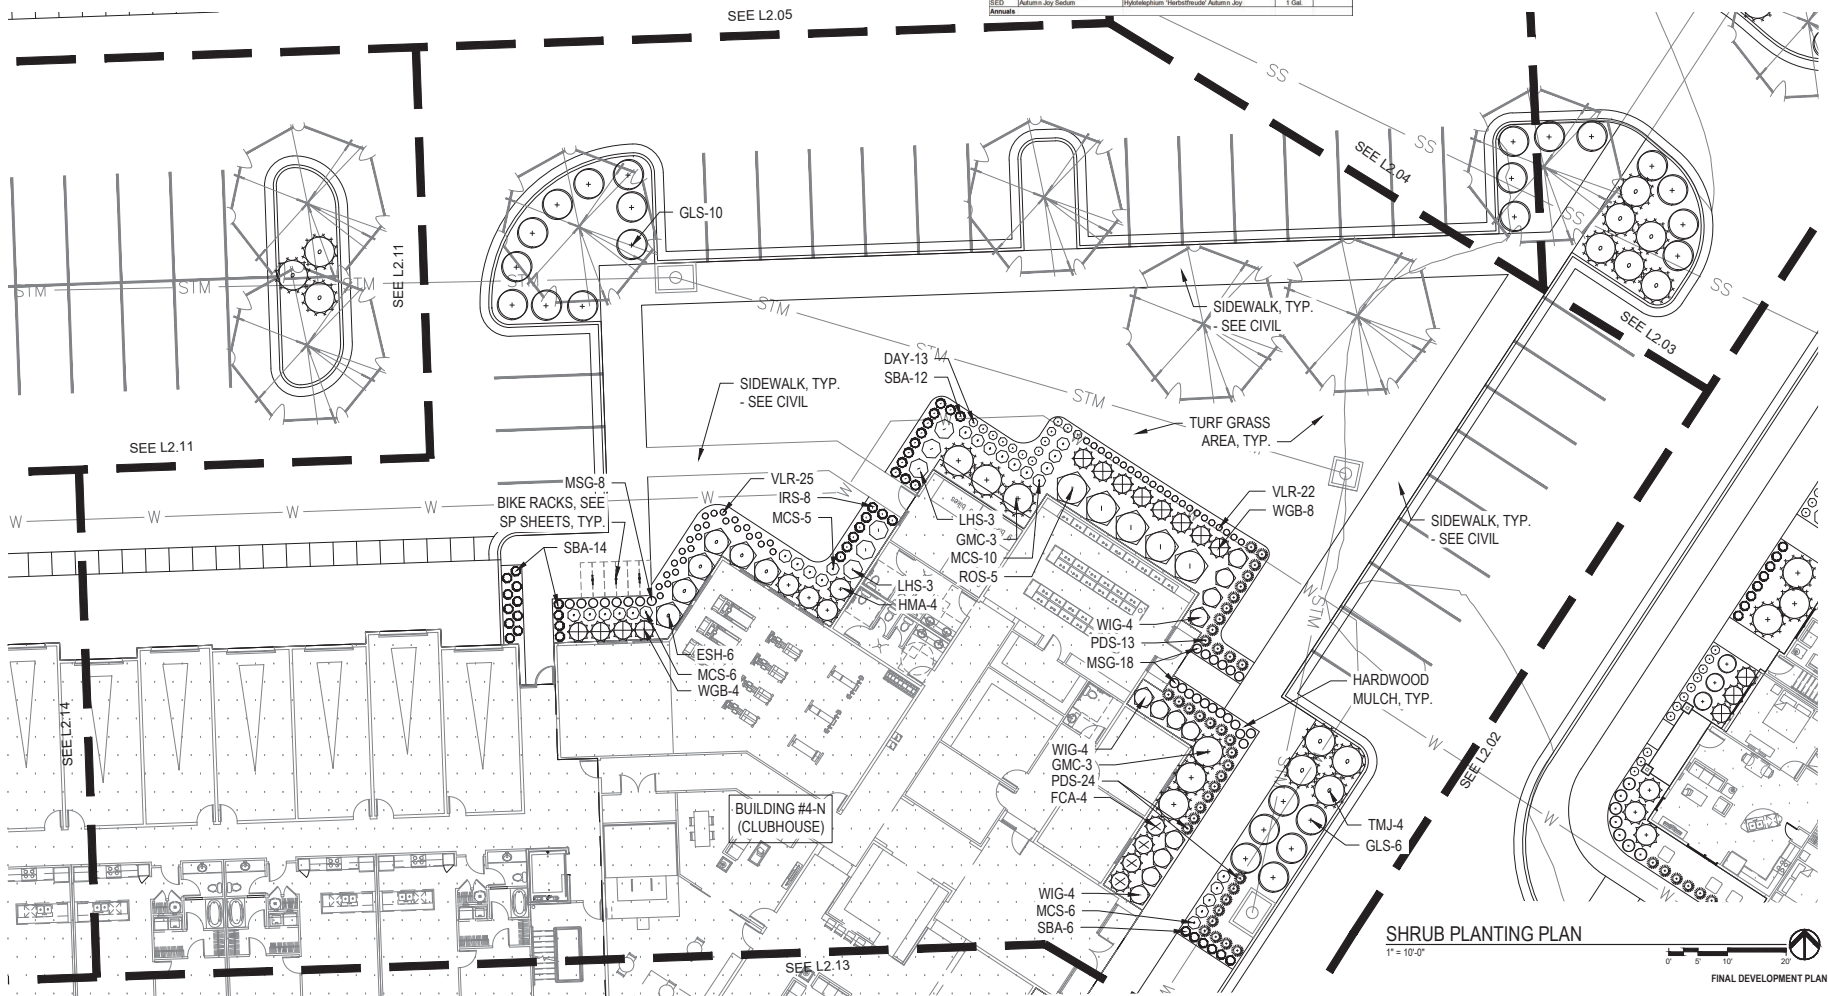 SED Autumn Joy Sedum Hylotelephium 'Herbstfreude' Autumn Joy 1 Gal.
Annuals
SEE L2.05
SS
SS
SEE L2.04
SS
SS
GLS-10
SEE L2.11
STM
STM
STM
STM
STM
SIDEWALK, TYP.
- SEE CIVIL
SEE L2.03
STM
DAY-13
SBA-12
SIDEWALK, TYP.
- SEE CIVIL
STM
TURF GRASS
AREA, TYP.
SEE L2.11
MSG-8
BIKE RACKS, SEE
SP SHEETS, TYP.
SBA-14
VLR-25
IRS-8
MCS-5
W
W
W
W
W
W
W
LHS-3
GMC-3
MCS-10
ROS-5
VLR-22
WGB-8
SIDEWALK, TYP.
- SEE CIVIL
LHS-3
HMA-4
W
STM
WIG-4
PDS-13
MSG-18
ESH-6
MCS-6
WGB-4
HARDWOOD
MULCH, TYP.
SEE L2.14
WIG-4
GMC-3
PDS-24
FCA-4
W
SEE L2.02
BUILDING #4-N
(CLUBHOUSE)
TMJ-4
GLS-6
W
WIG-4
MCS-6
SBA-6
W
SEE L2.13
SHRUB PLANTING PLAN
1" = 10'-0"
0' 5' 10' 20'
FINAL DEVELOPMENT PLAN